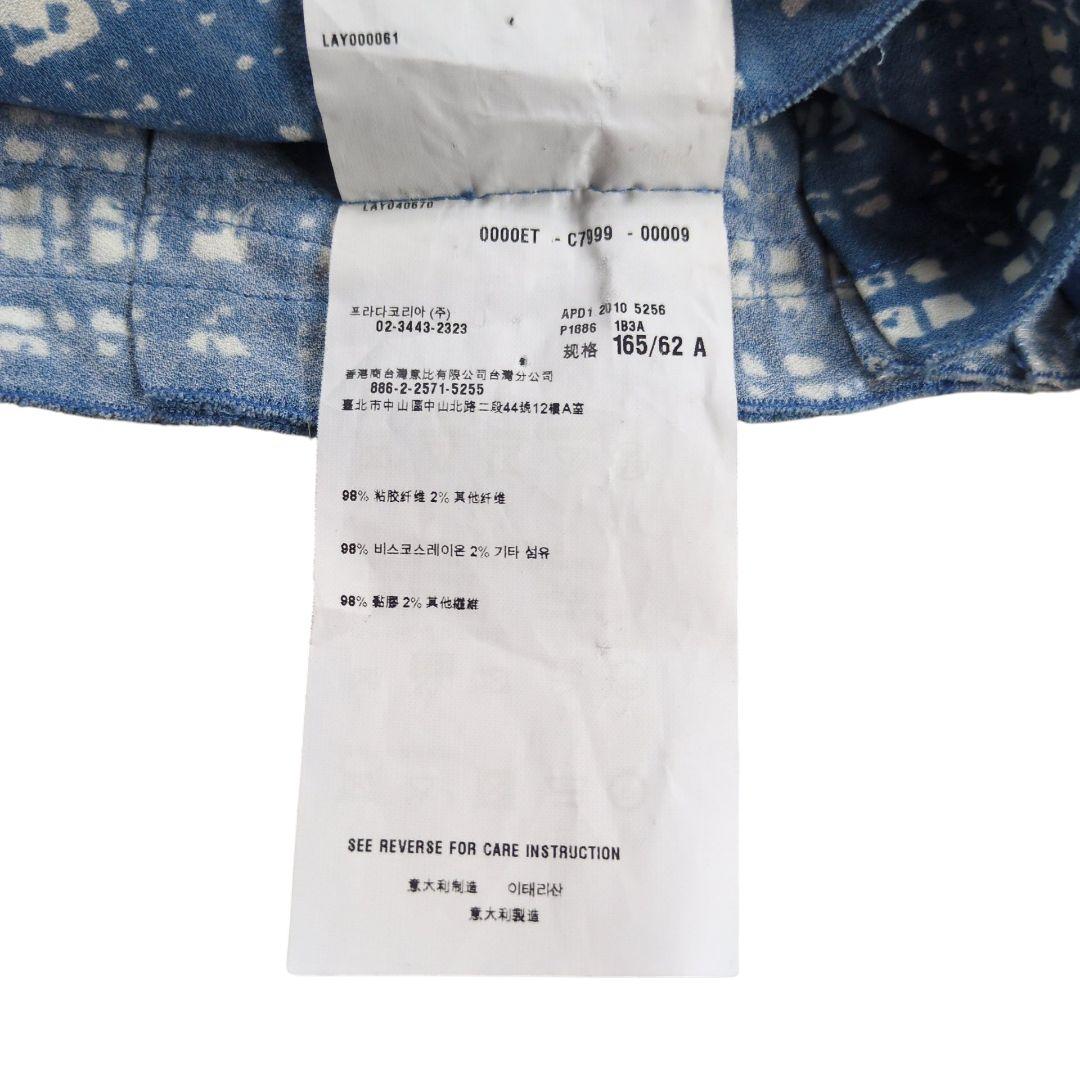 LAY000061
LAY040670
0000ET - C7999 - 00009
프라다코리아 (주)
02-3443-2323
APD1 2010 5256
P1886 1B3A
规格 165/62 A
香港商台灣意比有限公司台灣分公司
886-2-2571-5255
臺北市中山區中山北路二段44號12樓A室
98% 粘胶纤维 2% 其他纤维
98% 비스코스레이온 2% 기타 섬유
98% 黏膠 2% 其他纖維
SEE REVERSE FOR CARE INSTRUCTION
意大利制造 이태리산
意大利製造